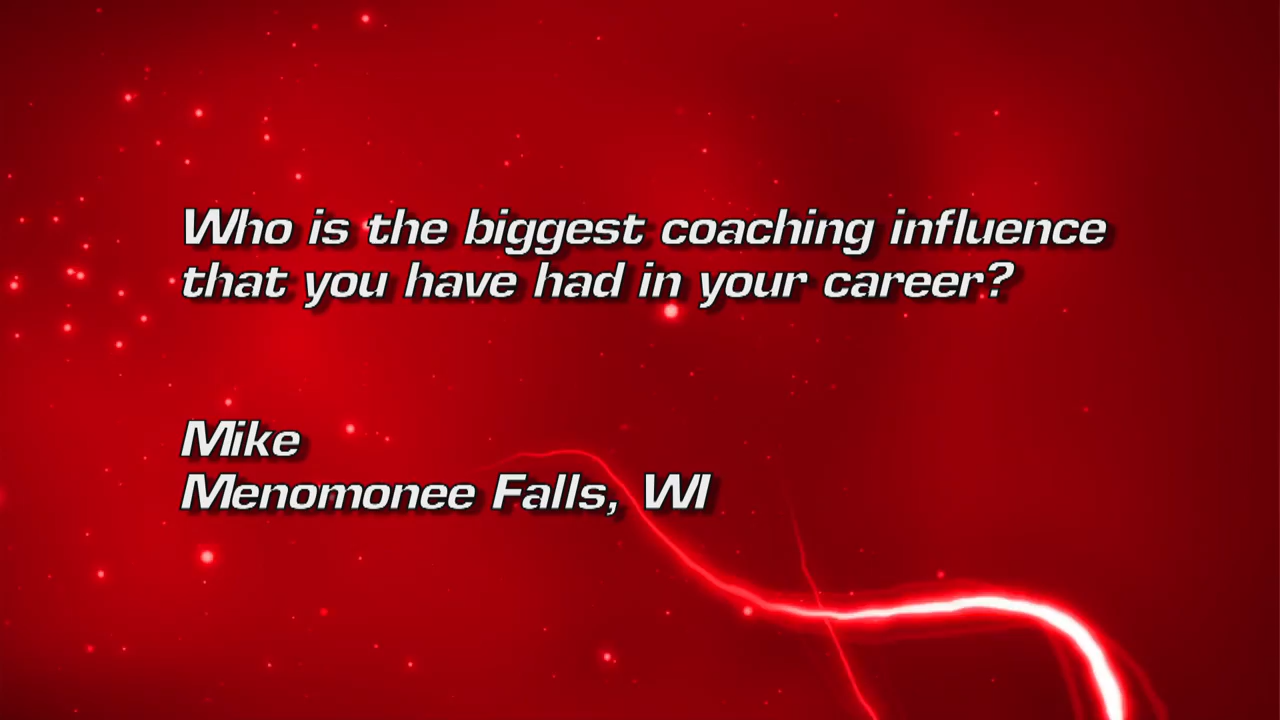 Who is the biggest coaching influence
that you have had in your career?
Mike
Menomonee Falls, WI